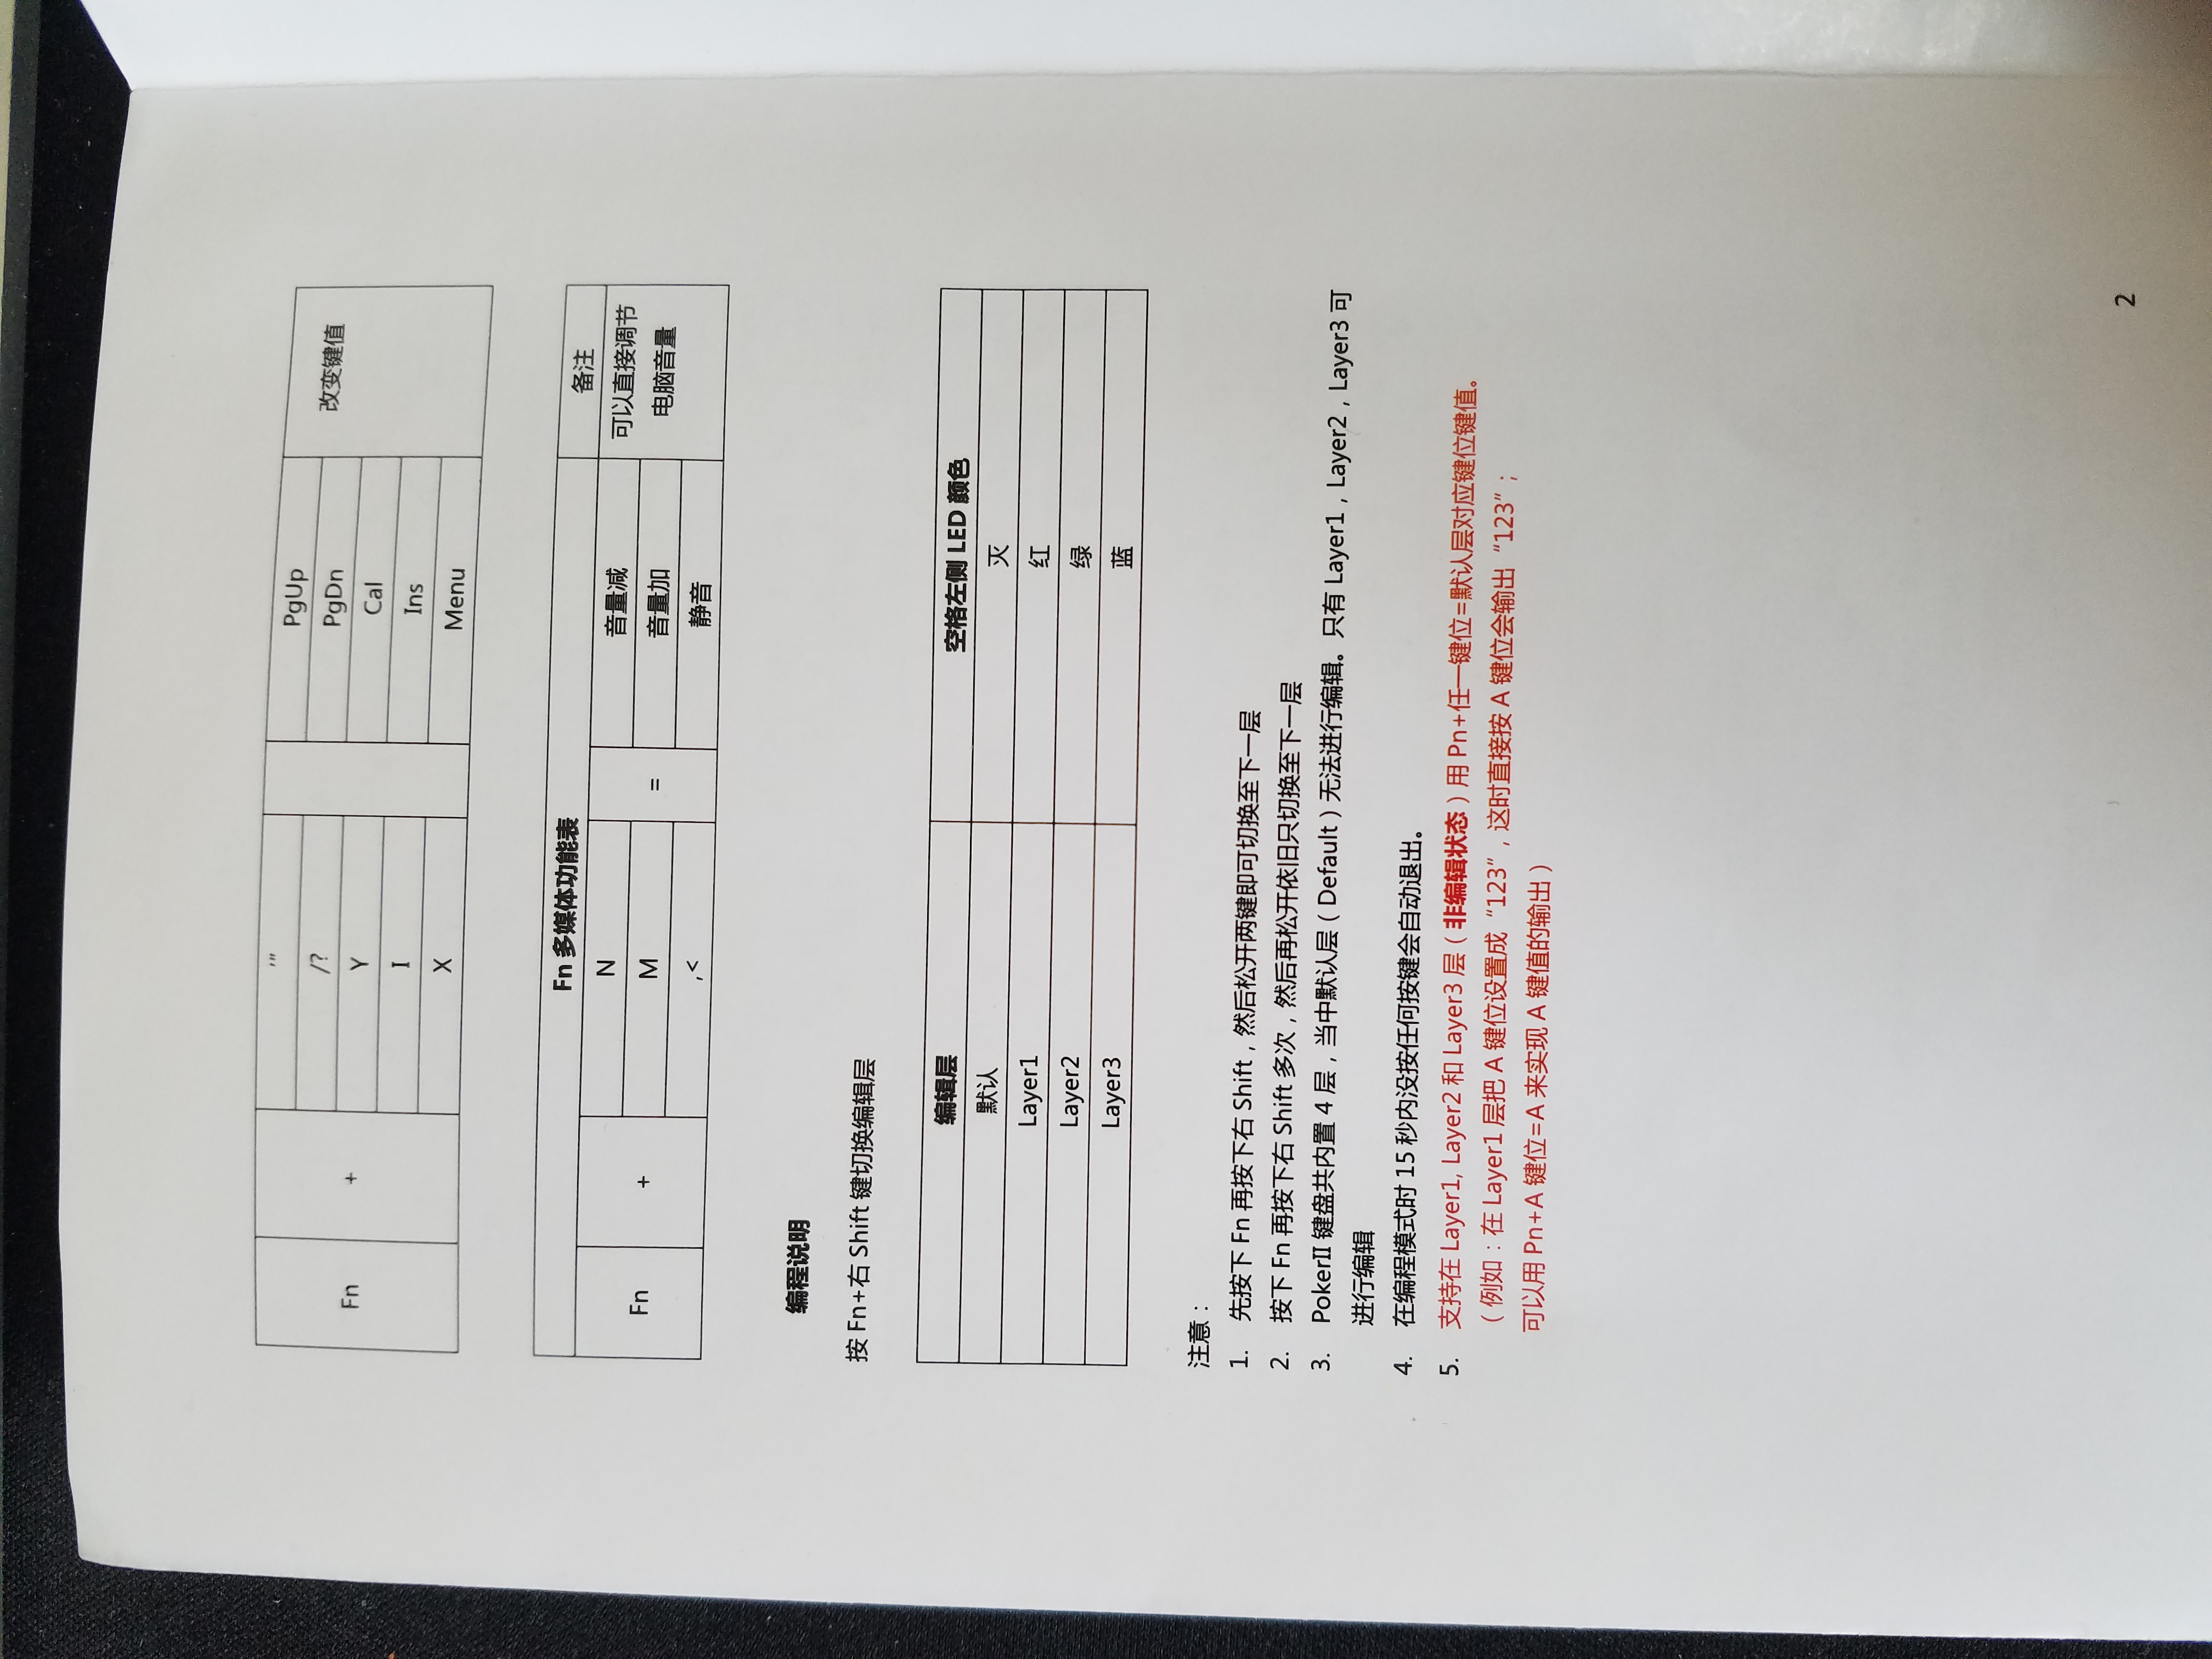 Fn + '" PgUp 改变键值
/? PgDn
Y Cal
I Ins
X Menu
Fn 多媒体功能表 备注
Fn + N = 音量减 可以直接调节
M 音量加 电脑音量
,< 静音
编程说明
按 Fn+右 Shift 键切换编辑层
编辑层 空格左侧 LED 颜色
默认 灭
Layer1 红
Layer2 绿
Layer3 蓝
注意：
1. 先按下 Fn 再按下右 Shift，然后松开两键即可切换至下一层
2. 按下 Fn 再按下右 Shift 多次，然后再松开依旧只切换至下一层
3. PokerII 键盘共内置 4 层，当中默认层（Default）无法进行编辑。只有 Layer1，Layer2，Layer3 可
进行编辑
4. 在编程模式时 15 秒内没按任何按键会自动退出。
5. 支持在 Layer1, Layer2 和 Layer3 层（非编辑状态）用 Pn+任一键位=默认层对应键位键值。
（例如：在 Layer1 层把 A 键位设置成“123”，这时直接按 A 键位会输出“123”；
可以用 Pn+A 键位=A 来实现 A 键值的输出）
2